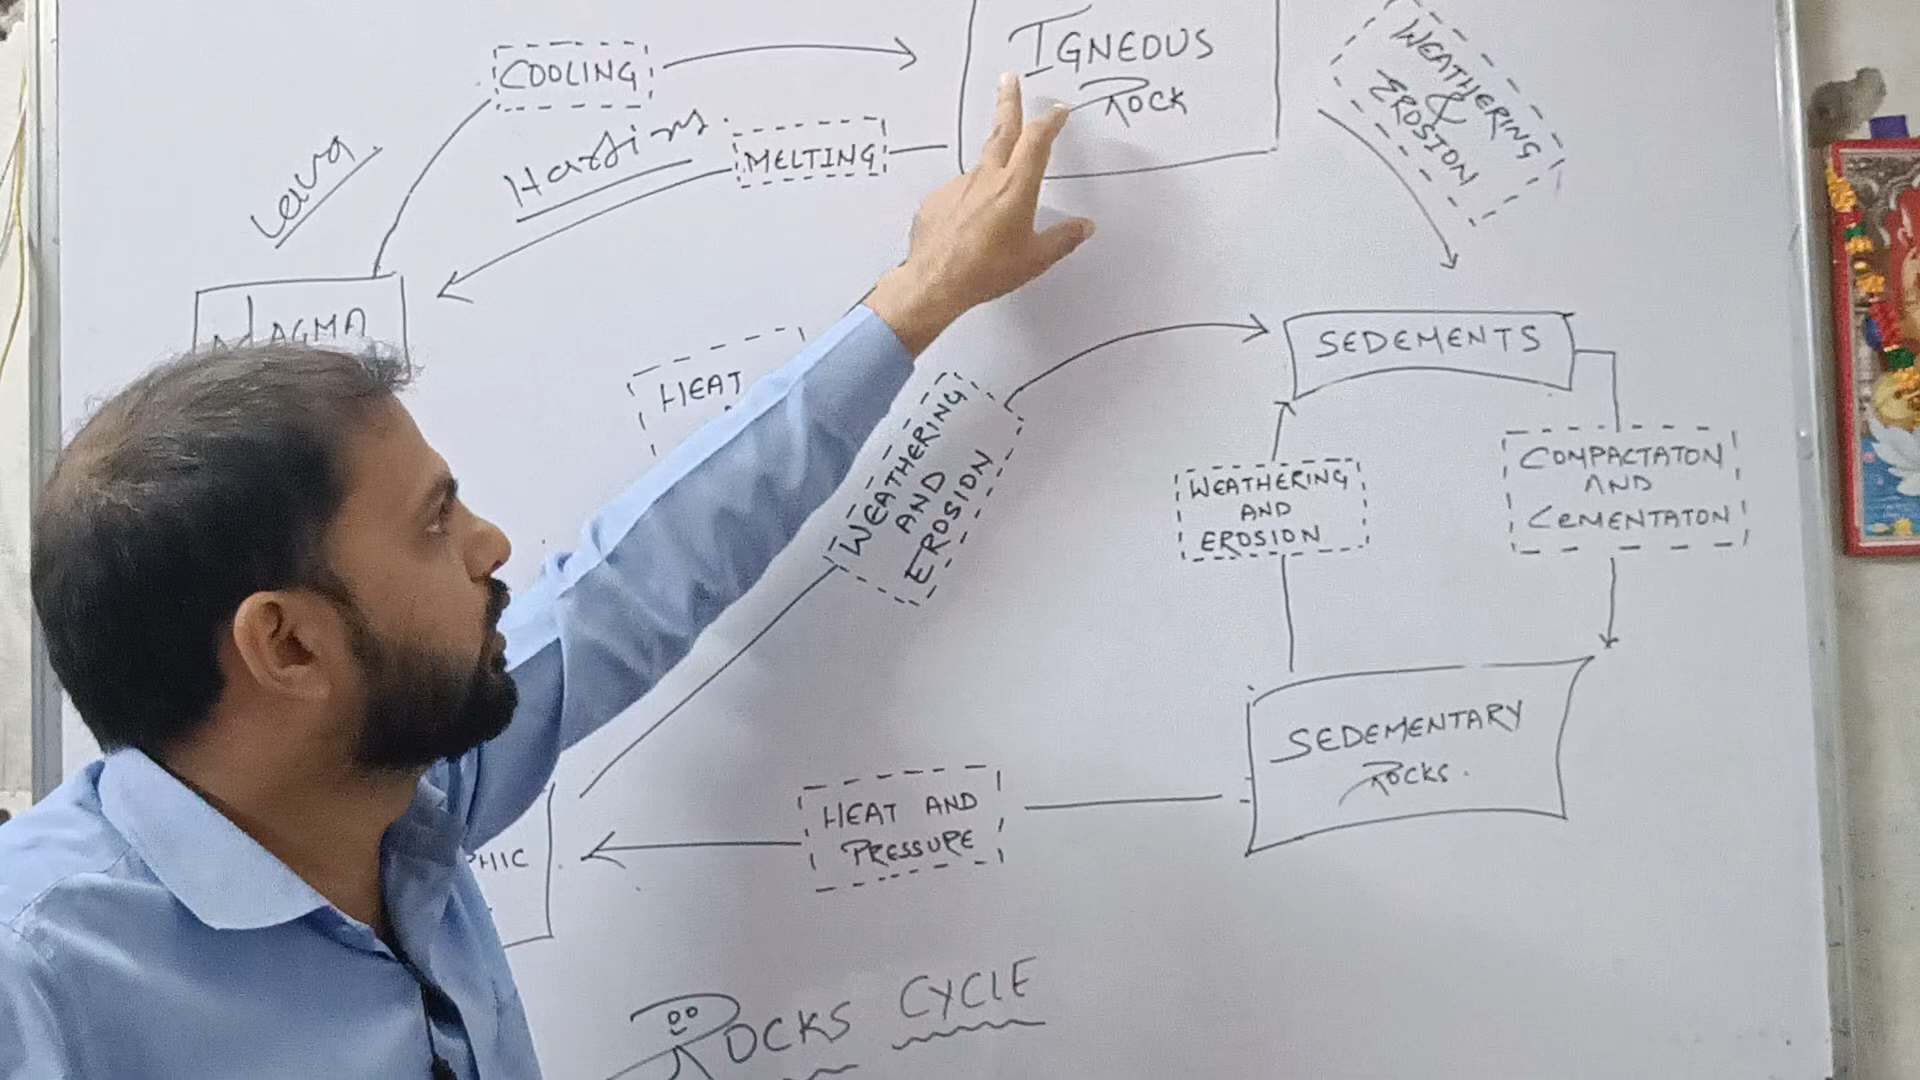 COOLING
IGNEOUS
ROCK
WEATHERING
&
EROSION
Lava
MELTING
MAGMA
HEAT
SEDEMENTS
WEATHERING
AND
EROSION
WEATHERING
AND
EROSION
COMPACTATON
AND
CEMENTATON
SEDEMENTARY
ROCKS.
HEAT AND
PRESSURE
PHIC
ROCKS CYCLE